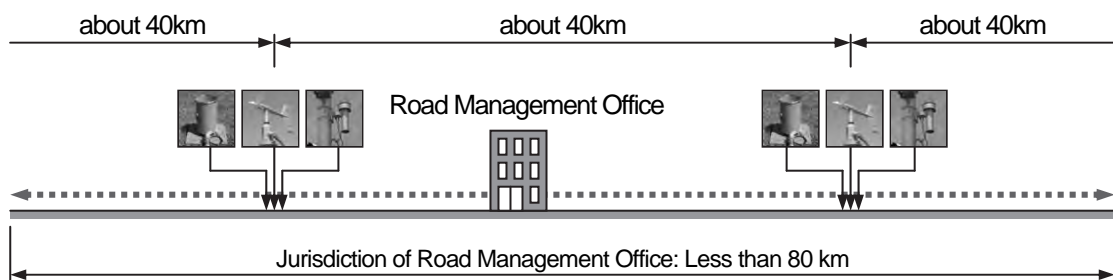 about 40km about 40km about 40km
Road Management Office
Jurisdiction of Road Management Office: Less than 80 km